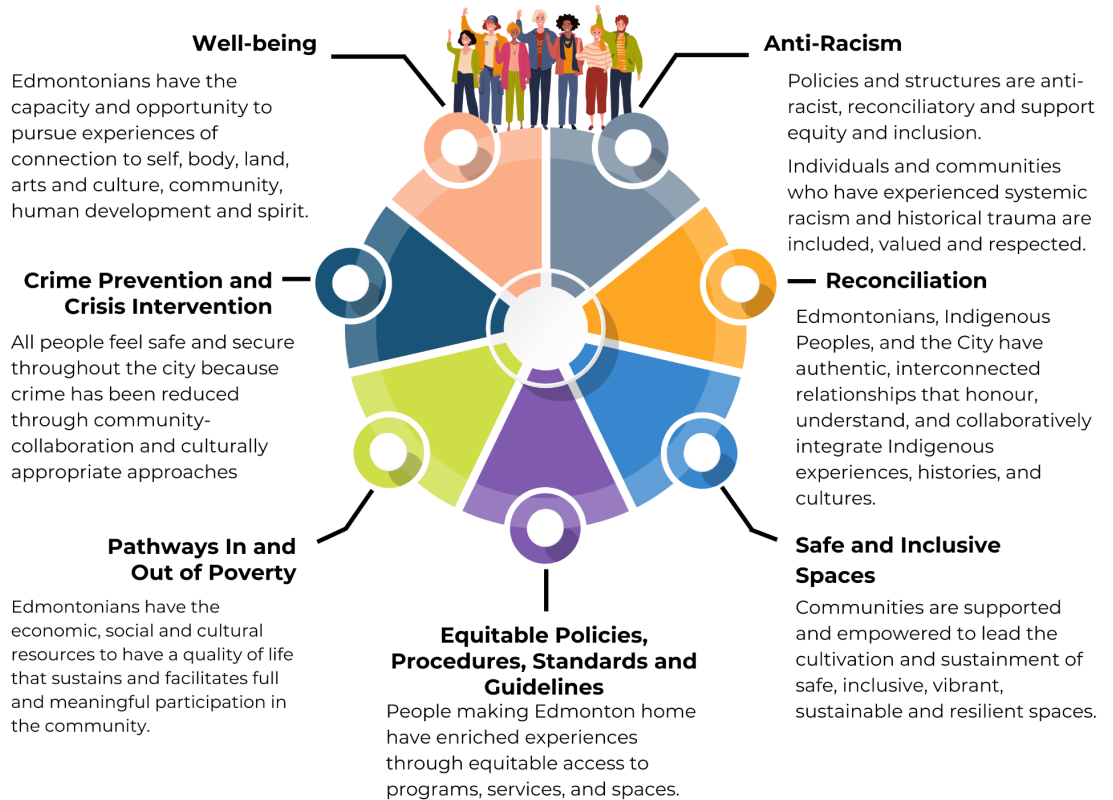 Well-being
Edmontonians have the
capacity and opportunity to
pursue experiences of
connection to self, body, land,
arts and culture, community,
human development and spirit.
Anti-Racism
Policies and structures are anti-
racist, reconciliatory and support
equity and inclusion.
Individuals and communities
who have experienced systemic
racism and historical trauma are
included, valued and respected.
Crime Prevention and
Crisis Intervention
All people feel safe and secure
throughout the city because
crime has been reduced
through community-
collaboration and culturally
appropriate approaches
Reconciliation
Edmontonians, Indigenous
Peoples, and the City have
authentic, interconnected
relationships that honour,
understand, and collaboratively
integrate Indigenous
experiences, histories, and
cultures.
Pathways In and
Out of Poverty
Edmontonians have the
economic, social and cultural
resources to have a quality of life
that sustains and facilitates full
and meaningful participation in
the community.
Equitable Policies,
Procedures, Standards and
Guidelines
People making Edmonton home
have enriched experiences
through equitable access to
programs, services, and spaces.
Safe and Inclusive
Spaces
Communities are supported
and empowered to lead the
cultivation and sustainment of
safe, inclusive, vibrant,
sustainable and resilient spaces.